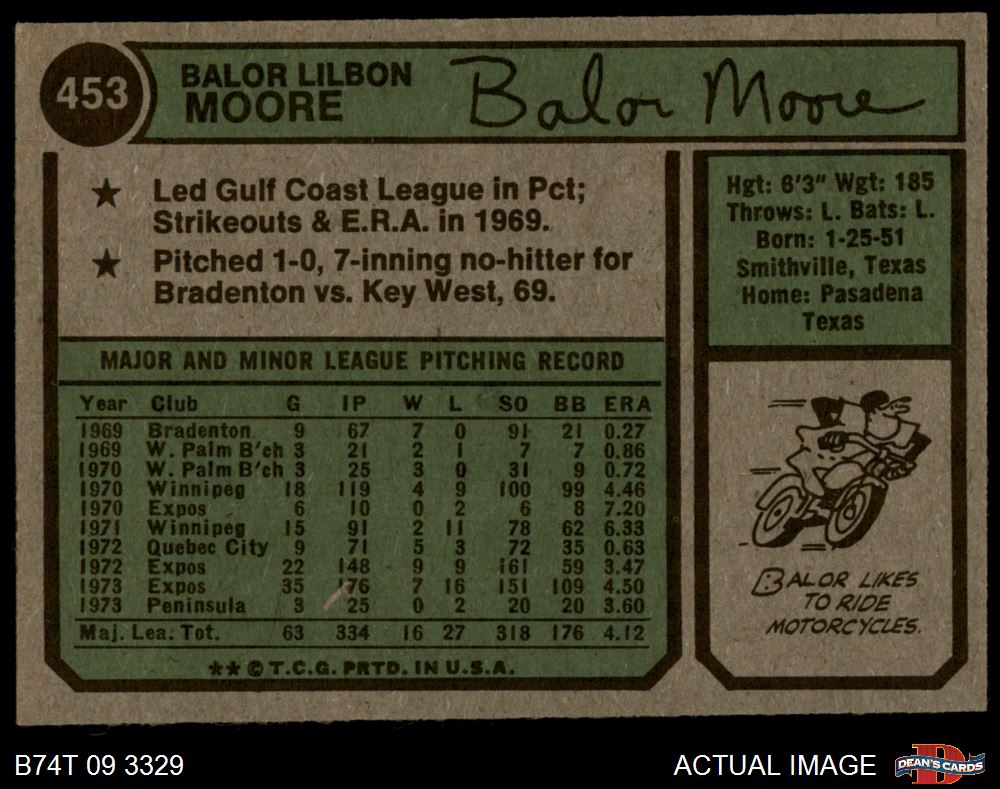 453
BALOR LILBON
MOORE
Balor Moore
★ Led Gulf Coast League in Pct;
Strikeouts & E.R.A. in 1969.
★ Pitched 1-0, 7-inning no-hitter for
Bradenton vs. Key West, 69.
Hgt: 6'3" Wgt: 185
Throws: L. Bats: L.
Born: 1-25-51
Smithville, Texas
Home: Pasadena
Texas
MAJOR AND MINOR LEAGUE PITCHING RECORD
Year Club G IP W L SO BB ERA
1969 Bradenton 9 67 7 0 91 21 0.27
1969 W. Palm B'ch 3 21 2 1 7 7 0.86
1970 W. Palm B'ch 3 25 3 0 31 9 0.72
1970 Winnipeg 18 119 4 9 100 99 4.46
1970 Expos 6 10 0 2 6 8 7.20
1971 Winnipeg 15 91 2 11 78 62 6.33
1972 Quebec City 9 71 5 3 72 35 0.63
1972 Expos 22 148 9 9 161 59 3.47
1973 Expos 35 176 7 16 151 109 4.50
1973 Peninsula 3 25 0 2 20 20 3.60
Maj. Lea. Tot. 63 334 16 27 318 176 4.12
★★©T.C.G. PRTD. IN U.S.A.
BALOR LIKES
TO RIDE
MOTORCYCLES.
B74T 09 3329
ACTUAL IMAGE
DEAN'S CARDS